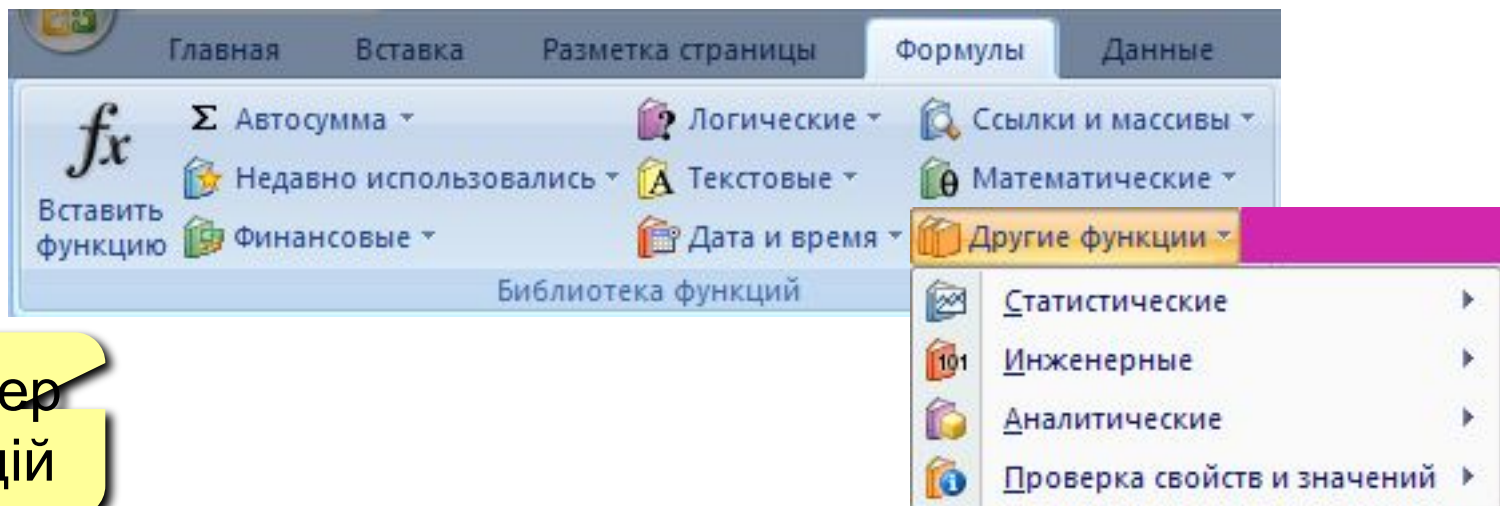 Главная Вставка Разметка страницы Формулы Данные
fx
Вставить
функцию
Σ Автосумма
Недавно использовались
Финансовые
Логические
Текстовые
Дата и время
Ссылки и массивы
Математические
Другие функции
Библиотека функций
Статистические
Инженерные
Аналитические
Проверка свойств и значений